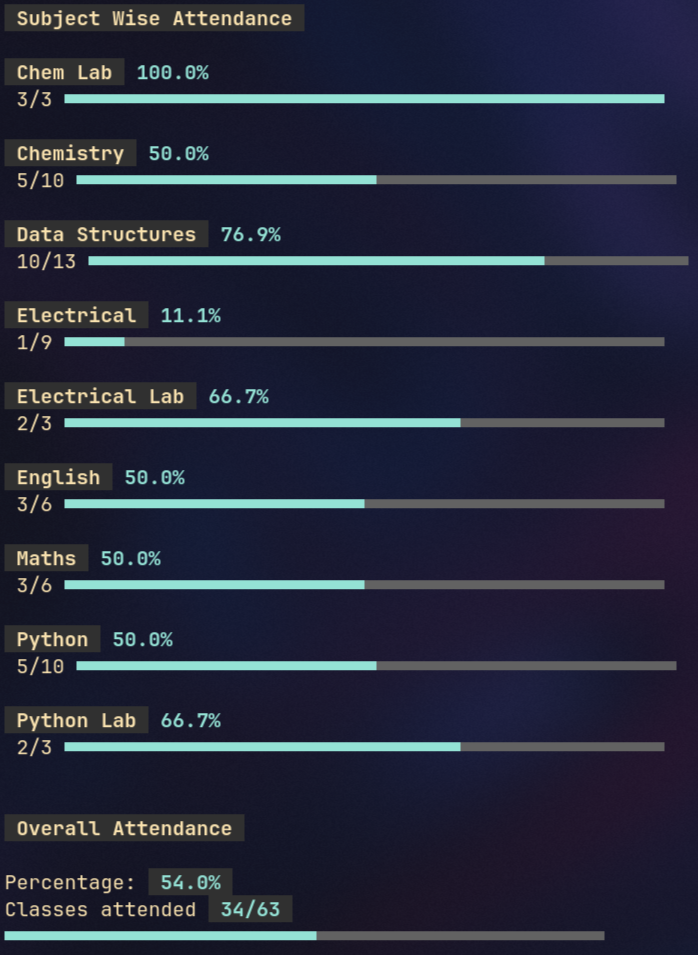 Subject Wise Attendance
Chem Lab 100.0%
3/3
Chemistry 50.0%
5/10
Data Structures 76.9%
10/13
Electrical 11.1%
1/9
Electrical Lab 66.7%
2/3
English 50.0%
3/6
Maths 50.0%
3/6
Python 50.0%
5/10
Python Lab 66.7%
2/3
Overall Attendance
Percentage: 54.0%
Classes attended 34/63